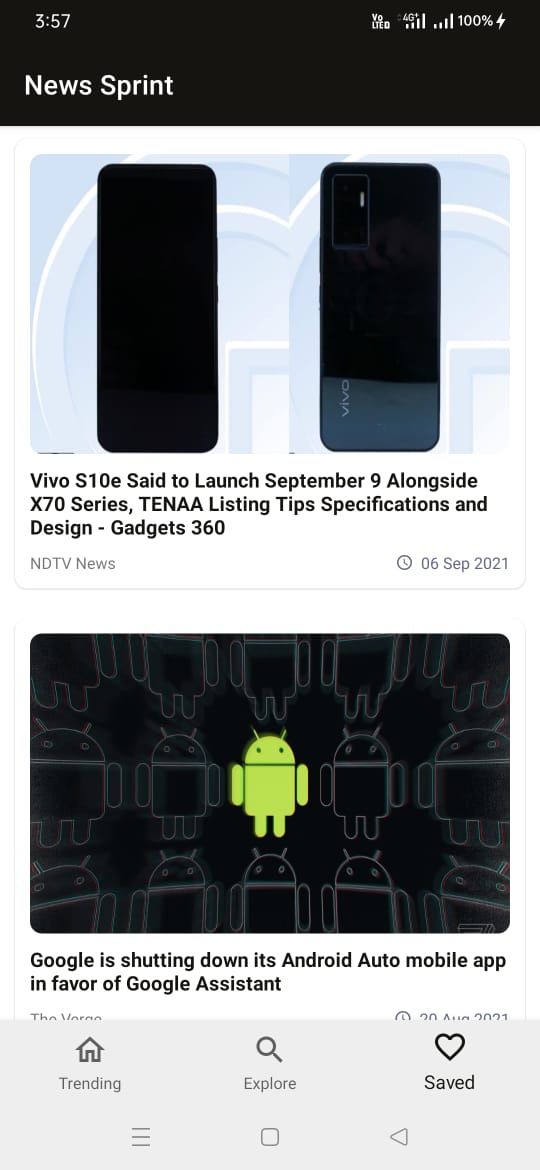 3:57
Vo LTED 4G+ 100%
News Sprint
vivo
Vivo S10e Said to Launch September 9 Alongside
X70 Series, TENAA Listing Tips Specifications and
Design - Gadgets 360
NDTV News 06 Sep 2021
Google is shutting down its Android Auto mobile app
in favor of Google Assistant
The Verge 20 Aug 2021
Trending Explore Saved